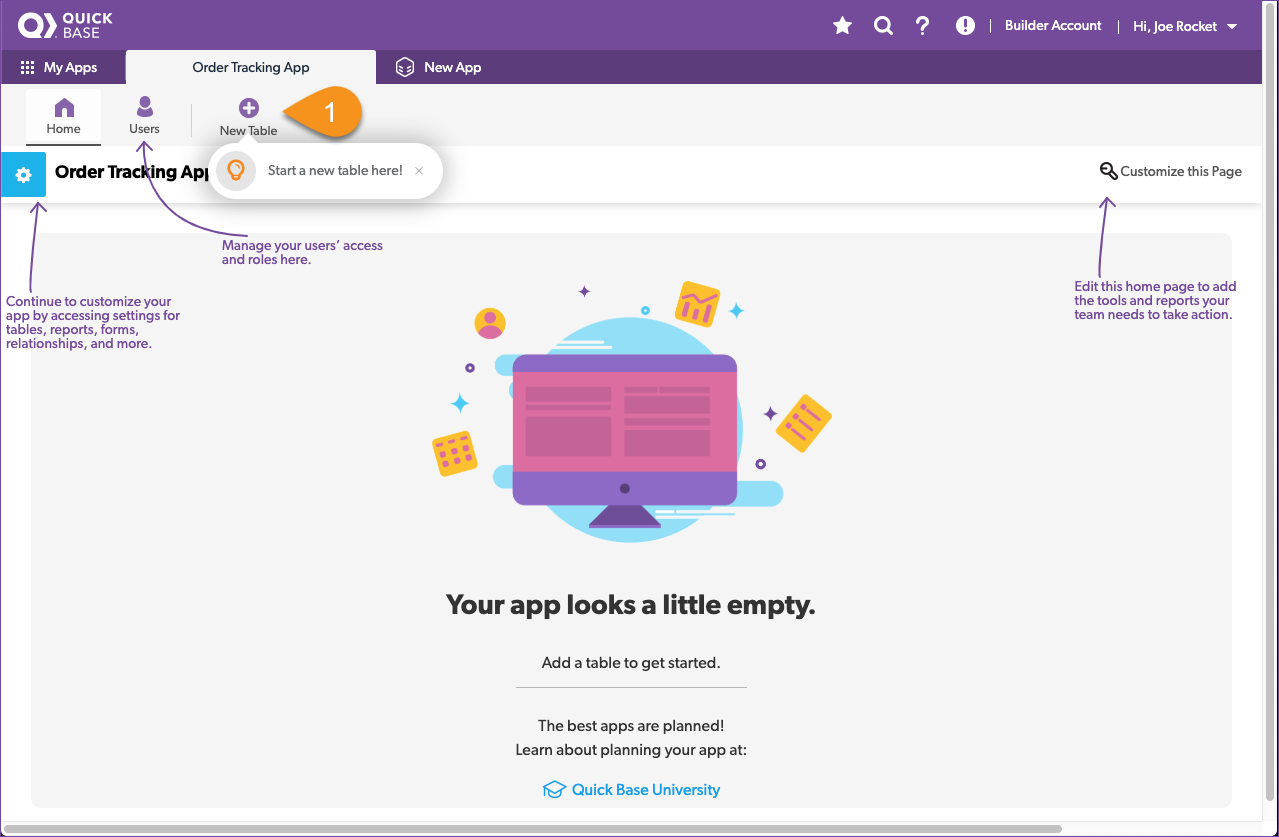 QUICK
BASE
Builder Account
Hi, Joe Rocket
My Apps
Order Tracking App
New App
Home
Users
New Table
1
Start a new table here!
Order Tracking App
Customize this Page
Manage your users’ access
and roles here.
Continue to customize your
app by accessing settings for
tables, reports, forms,
relationships, and more.
Edit this home page to add
the tools and reports your
team needs to take action.
Your app looks a little empty.
Add a table to get started.
The best apps are planned!
Learn about planning your app at:
Quick Base University